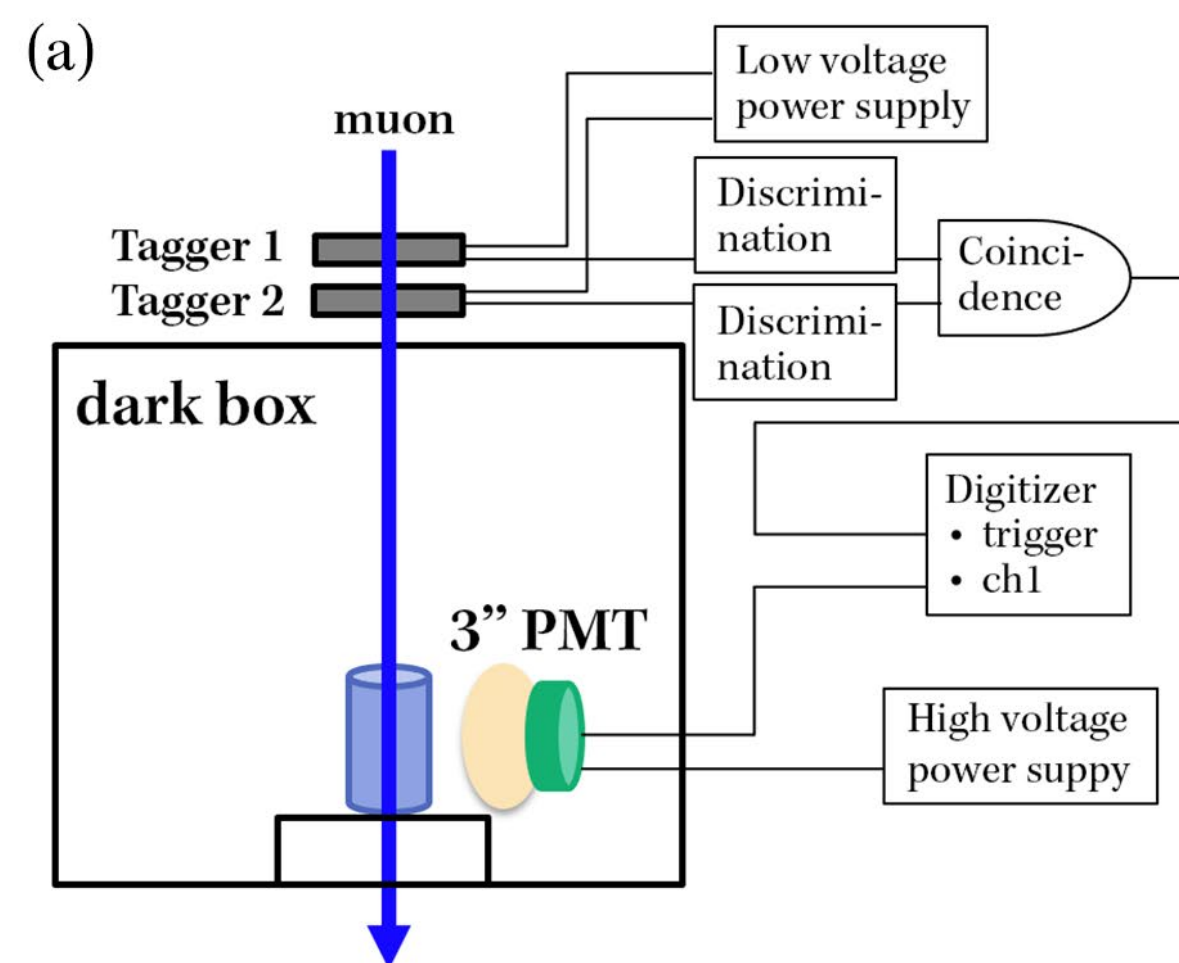 (a)
muon
Low voltage
power supply
Tagger 1
Tagger 2
Discrimi-
nation
Discrimi-
nation
Coinci-
dence
dark box
Digitizer
• trigger
• ch1
3” PMT
High voltage
power suppy